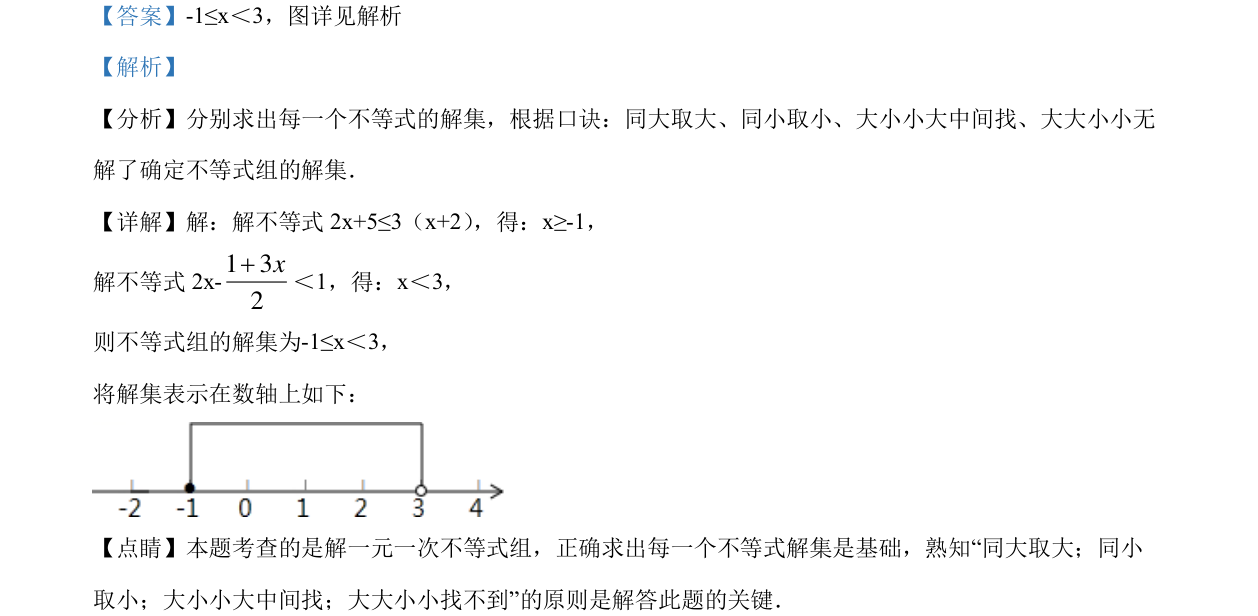 【答案】-1≤x＜3，图详见解析
【解析】
【分析】分别求出每一个不等式的解集，根据口诀：同大取大、同小取小、大小小大中间找、大大小小无
解了确定不等式组的解集．
【详解】解：解不等式 2x+5≤3（x+2），得：x≥-1，
解不等式 2x-\frac{1+3x}{2}＜1，得：x＜3，
则不等式组的解集为-1≤x＜3，
将解集表示在数轴上如下：
-2 -1 0 1 2 3 4
【点睛】本题考查的是解一元一次不等式组，正确求出每一个不等式解集是基础，熟知“同大取大；同小
取小；大小小大中间找；大大小小找不到”的原则是解答此题的关键．